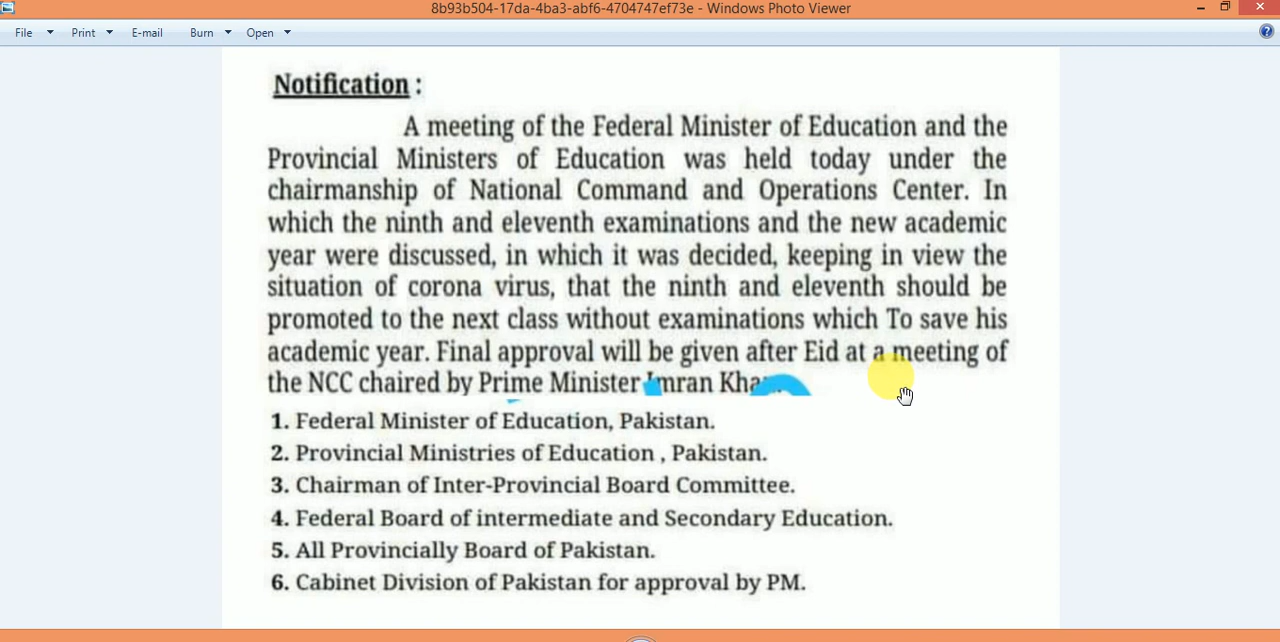 8b93b504-17da-4ba3-abf6-4704747ef73e - Windows Photo Viewer
File Print E-mail Burn Open
Notification :
A meeting of the Federal Minister of Education and the
Provincial Ministers of Education was held today under the
chairmanship of National Command and Operations Center. In
which the ninth and eleventh examinations and the new academic
year were discussed, in which it was decided, keeping in view the
situation of corona virus, that the ninth and eleventh should be
promoted to the next class without examinations which To save his
academic year. Final approval will be given after Eid at a meeting of
the NCC chaired by Prime Minister Imran Khan.
1. Federal Minister of Education, Pakistan.
2. Provincial Ministries of Education , Pakistan.
3. Chairman of Inter-Provincial Board Committee.
4. Federal Board of intermediate and Secondary Education.
5. All Provincially Board of Pakistan.
6. Cabinet Division of Pakistan for approval by PM.